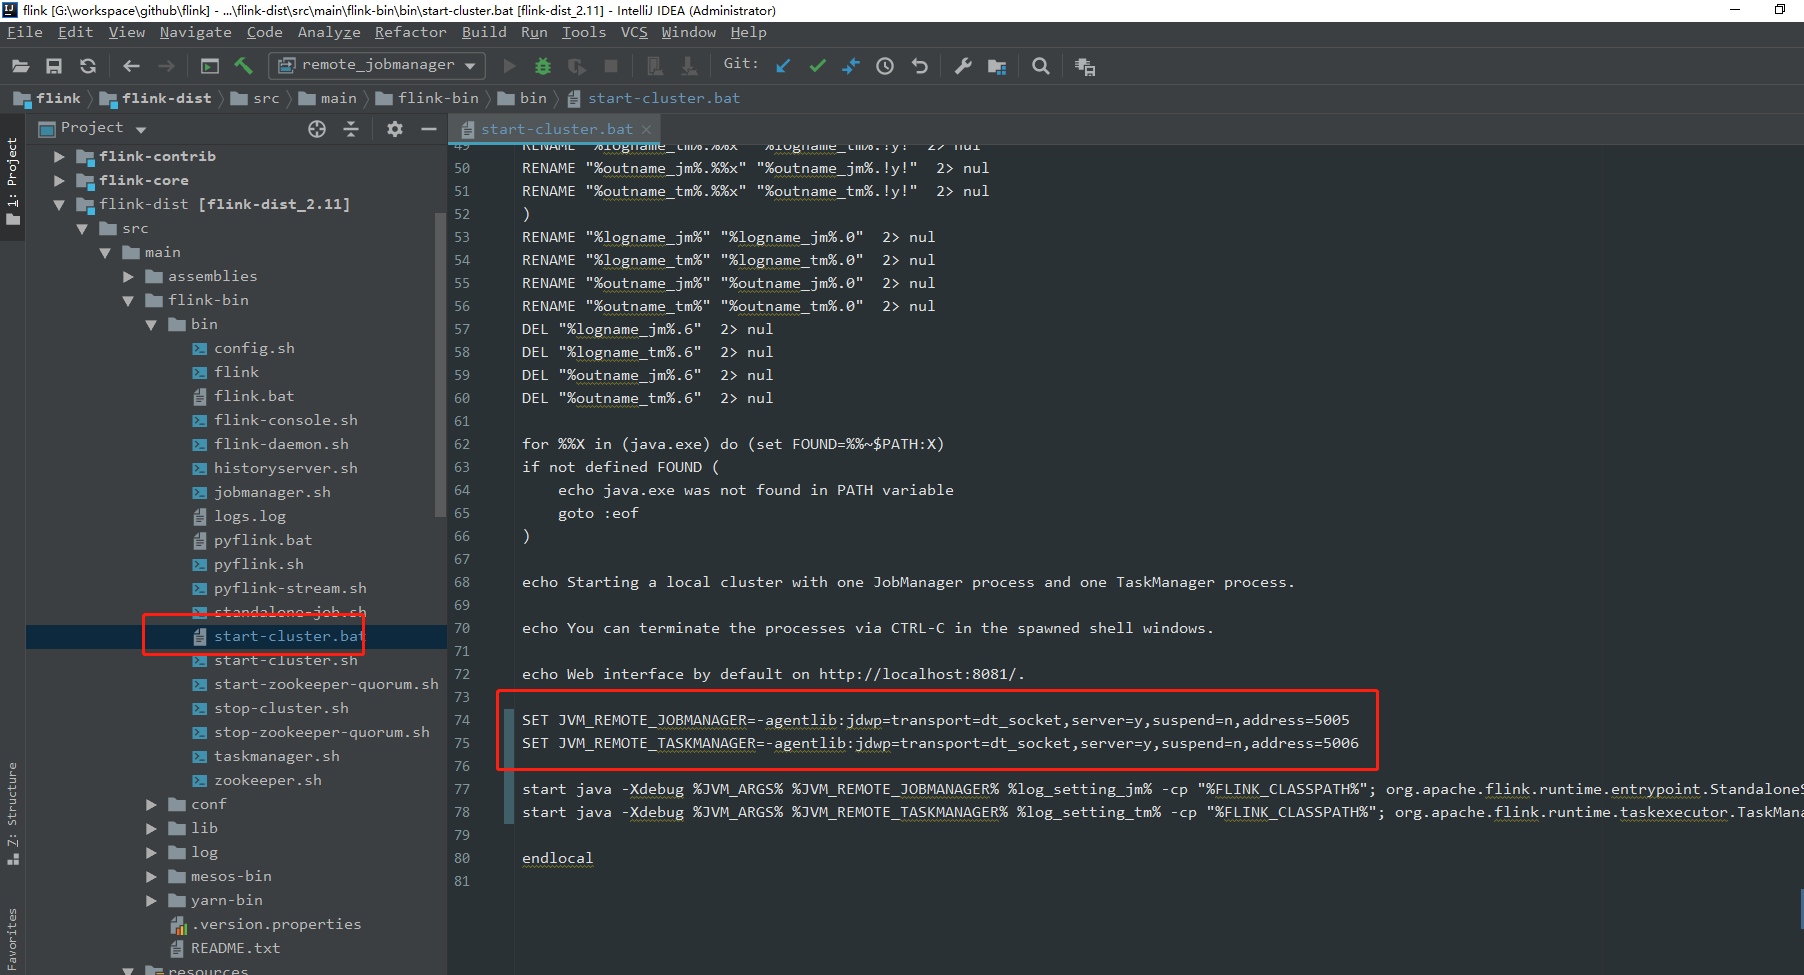 flink [G:\workspace\github\flink] - ...\flink-dist\src\main\flink-bin\bin\start-cluster.bat [flink-dist_2.11] - IntelliJ IDEA (Administrator)
File Edit View Navigate Code Analyze Refactor Build Run Tools VCS Window Help
remote_jobmanager Git:
flink flink-dist src main flink-bin bin start-cluster.bat
Project
start-cluster.bat
1: Project
Z: Structure
Favorites
flink-contrib
flink-core
flink-dist [flink-dist_2.11]
src
main
assemblies
flink-bin
bin
config.sh
flink
flink.bat
flink-console.sh
flink-daemon.sh
historyserver.sh
jobmanager.sh
logs.log
pyflink.bat
pyflink.sh
pyflink-stream.sh
standalone-job.sh
start-cluster.bat
start-cluster.sh
start-zookeeper-quorum.sh
stop-cluster.sh
stop-zookeeper-quorum.sh
taskmanager.sh
zookeeper.sh
conf
lib
log
mesos-bin
yarn-bin
.version.properties
README.txt
resources
49 RENAME "%logname_tm%.%%x" "%logname_tm%.!y!" 2> nul
50 RENAME "%outname_jm%.%%x" "%outname_jm%.!y!"  2> nul
51 RENAME "%outname_tm%.%%x" "%outname_tm%.!y!"  2> nul
52 )
53 RENAME "%logname_jm%" "%logname_jm%.0"  2> nul
54 RENAME "%logname_tm%" "%logname_tm%.0"  2> nul
55 RENAME "%outname_jm%" "%outname_jm%.0"  2> nul
56 RENAME "%outname_tm%" "%outname_tm%.0"  2> nul
57 DEL "%logname_jm%.6"  2> nul
58 DEL "%logname_tm%.6"  2> nul
59 DEL "%outname_jm%.6"  2> nul
60 DEL "%outname_tm%.6"  2> nul
61
62 for %%X in (java.exe) do (set FOUND=%%~$PATH:X)
63 if not defined FOUND (
64     echo java.exe was not found in PATH variable
65     goto :eof
66 )
67
68 echo Starting a local cluster with one JobManager process and one TaskManager process.
69
70 echo You can terminate the processes via CTRL-C in the spawned shell windows.
71
72 echo Web interface by default on http://localhost:8081/.
73
74 SET JVM_REMOTE_JOBMANAGER=-agentlib:jdwp=transport=dt_socket,server=y,suspend=n,address=5005
75 SET JVM_REMOTE_TASKMANAGER=-agentlib:jdwp=transport=dt_socket,server=y,suspend=n,address=5006
76
77 start java -Xdebug %JVM_ARGS% %JVM_REMOTE_JOBMANAGER% %log_setting_jm% -cp "%FLINK_CLASSPATH%"; org.apache.flink.runtime.entrypoint.StandaloneS
78 start java -Xdebug %JVM_ARGS% %JVM_REMOTE_TASKMANAGER% %log_setting_tm% -cp "%FLINK_CLASSPATH%"; org.apache.flink.runtime.taskexecutor.TaskMana
79
80 endlocal
81